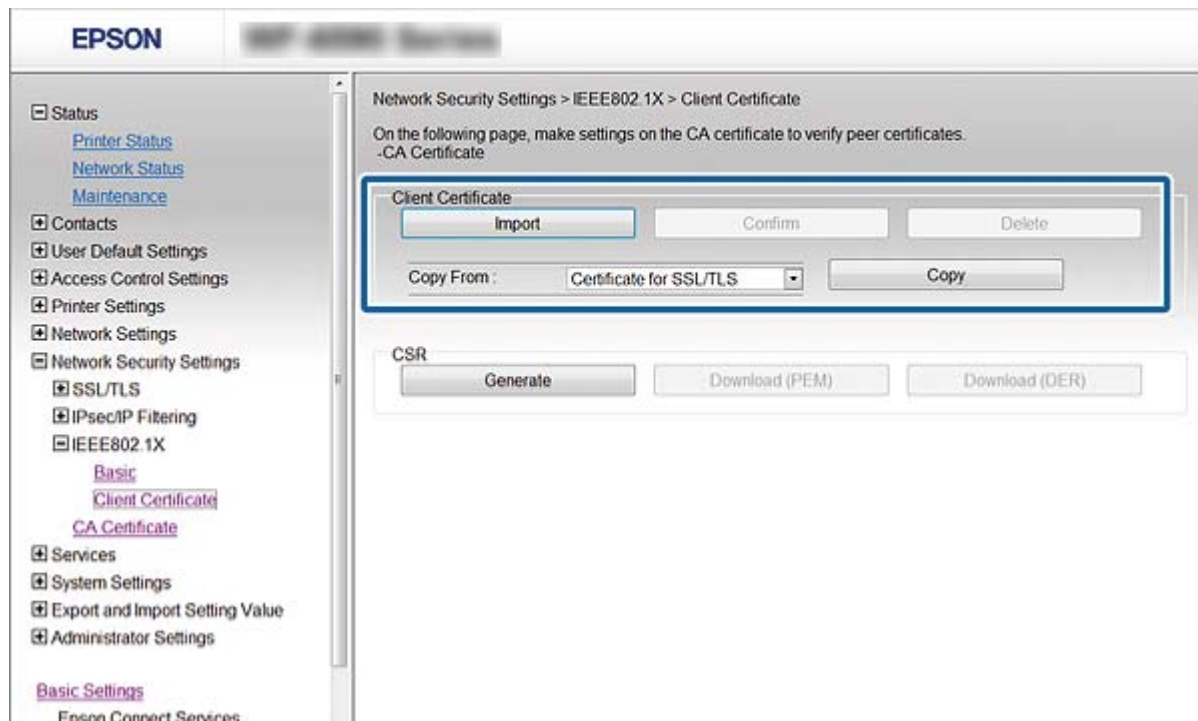 EPSON
Status
Printer Status
Network Status
Maintenance
Contacts
User Default Settings
Access Control Settings
Printer Settings
Network Settings
Network Security Settings
SSL/TLS
IPsec/IP Filtering
IEEE802.1X
Basic
Client Certificate
CA Certificate
Services
System Settings
Export and Import Setting Value
Administrator Settings
Basic Settings
Epson Connect Services
Network Security Settings > IEEE802.1X > Client Certificate
On the following page, make settings on the CA certificate to verify peer certificates.
-CA Certificate
Client Certificate
Import Confirm Delete
Copy From : Certificate for SSL/TLS Copy
CSR
Generate Download (PEM) Download (DER)